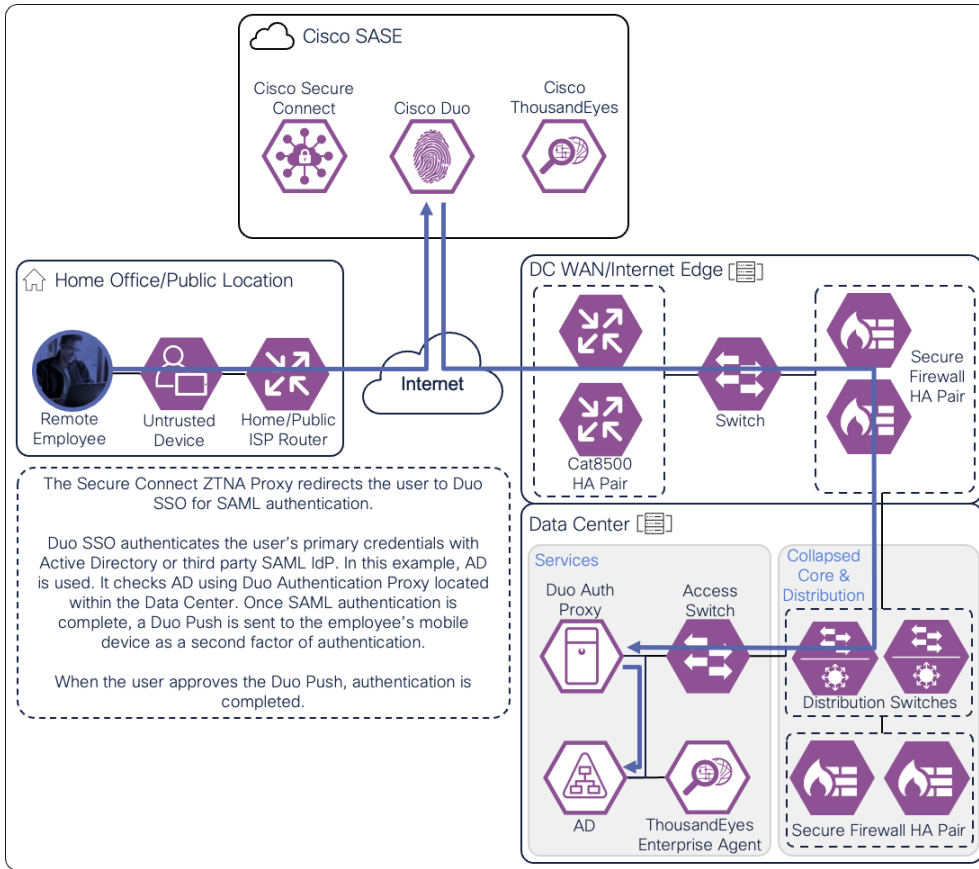 Cisco SASE
Cisco Secure
Connect
Cisco Duo
Cisco
ThousandEyes
Home Office/Public Location
Remote
Employee
Untrusted
Device
Home/Public
ISP Router
Internet
DC WAN/Internet Edge
Cat8500
HA Pair
Switch
Secure
Firewall
HA Pair
The Secure Connect ZTNA Proxy redirects the user to Duo
SSO for SAML authentication.
Duo SSO authenticates the user's primary credentials with
Active Directory or third party SAML IdP. In this example, AD
is used. It checks AD using Duo Authentication Proxy located
within the Data Center. Once SAML authentication is
complete, a Duo Push is sent to the employee's mobile
device as a second factor of authentication.
When the user approves the Duo Push, authentication is
completed.
Data Center
Services
Duo Auth
Proxy
Access
Switch
AD
ThousandEyes
Enterprise Agent
Collapsed
Core &
Distribution
Distribution Switches
Secure Firewall HA Pair